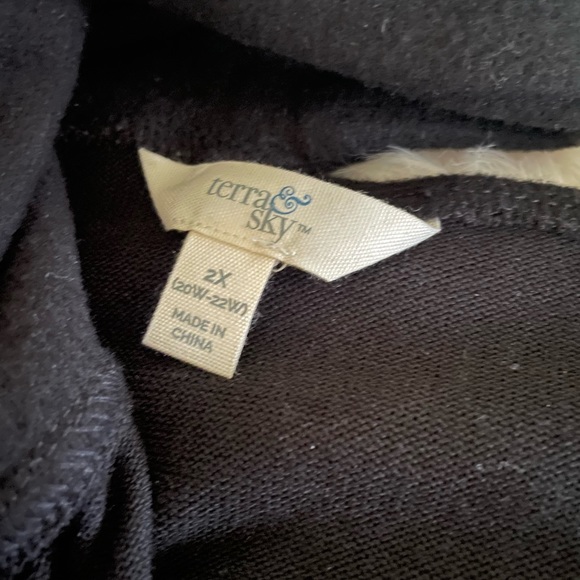 terra&
sky™
2X
(20W-22W)
MADE IN
CHINA